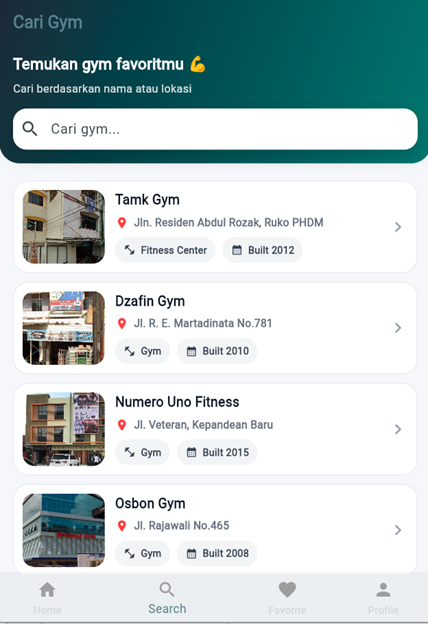 Cari Gym
Temukan gym favoritmu 💪
Cari berdasarkan nama atau lokasi
Cari gym...
Tamk Gym
Jln. Residen Abdul Rozak, Ruko PHDM
Fitness Center Built 2012
Dzafin Gym
Jl. R. E. Martadinata No.781
Gym Built 2010
Numero Uno Fitness
Jl. Veteran, Kepandean Baru
Gym Built 2015
Osbon Gym
Jl. Rajawali No.465
Gym Built 2008
Home Search Favorite Profile